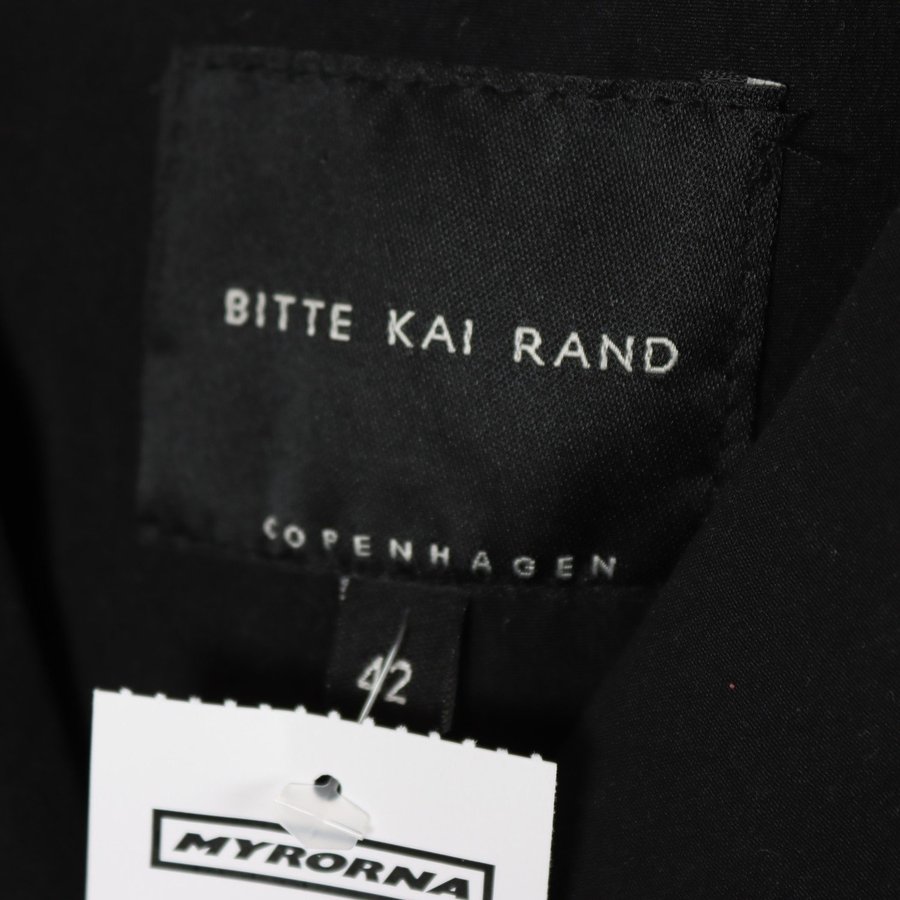 BITTE KAI RAND
COPENHAGEN
42
MYRORNA